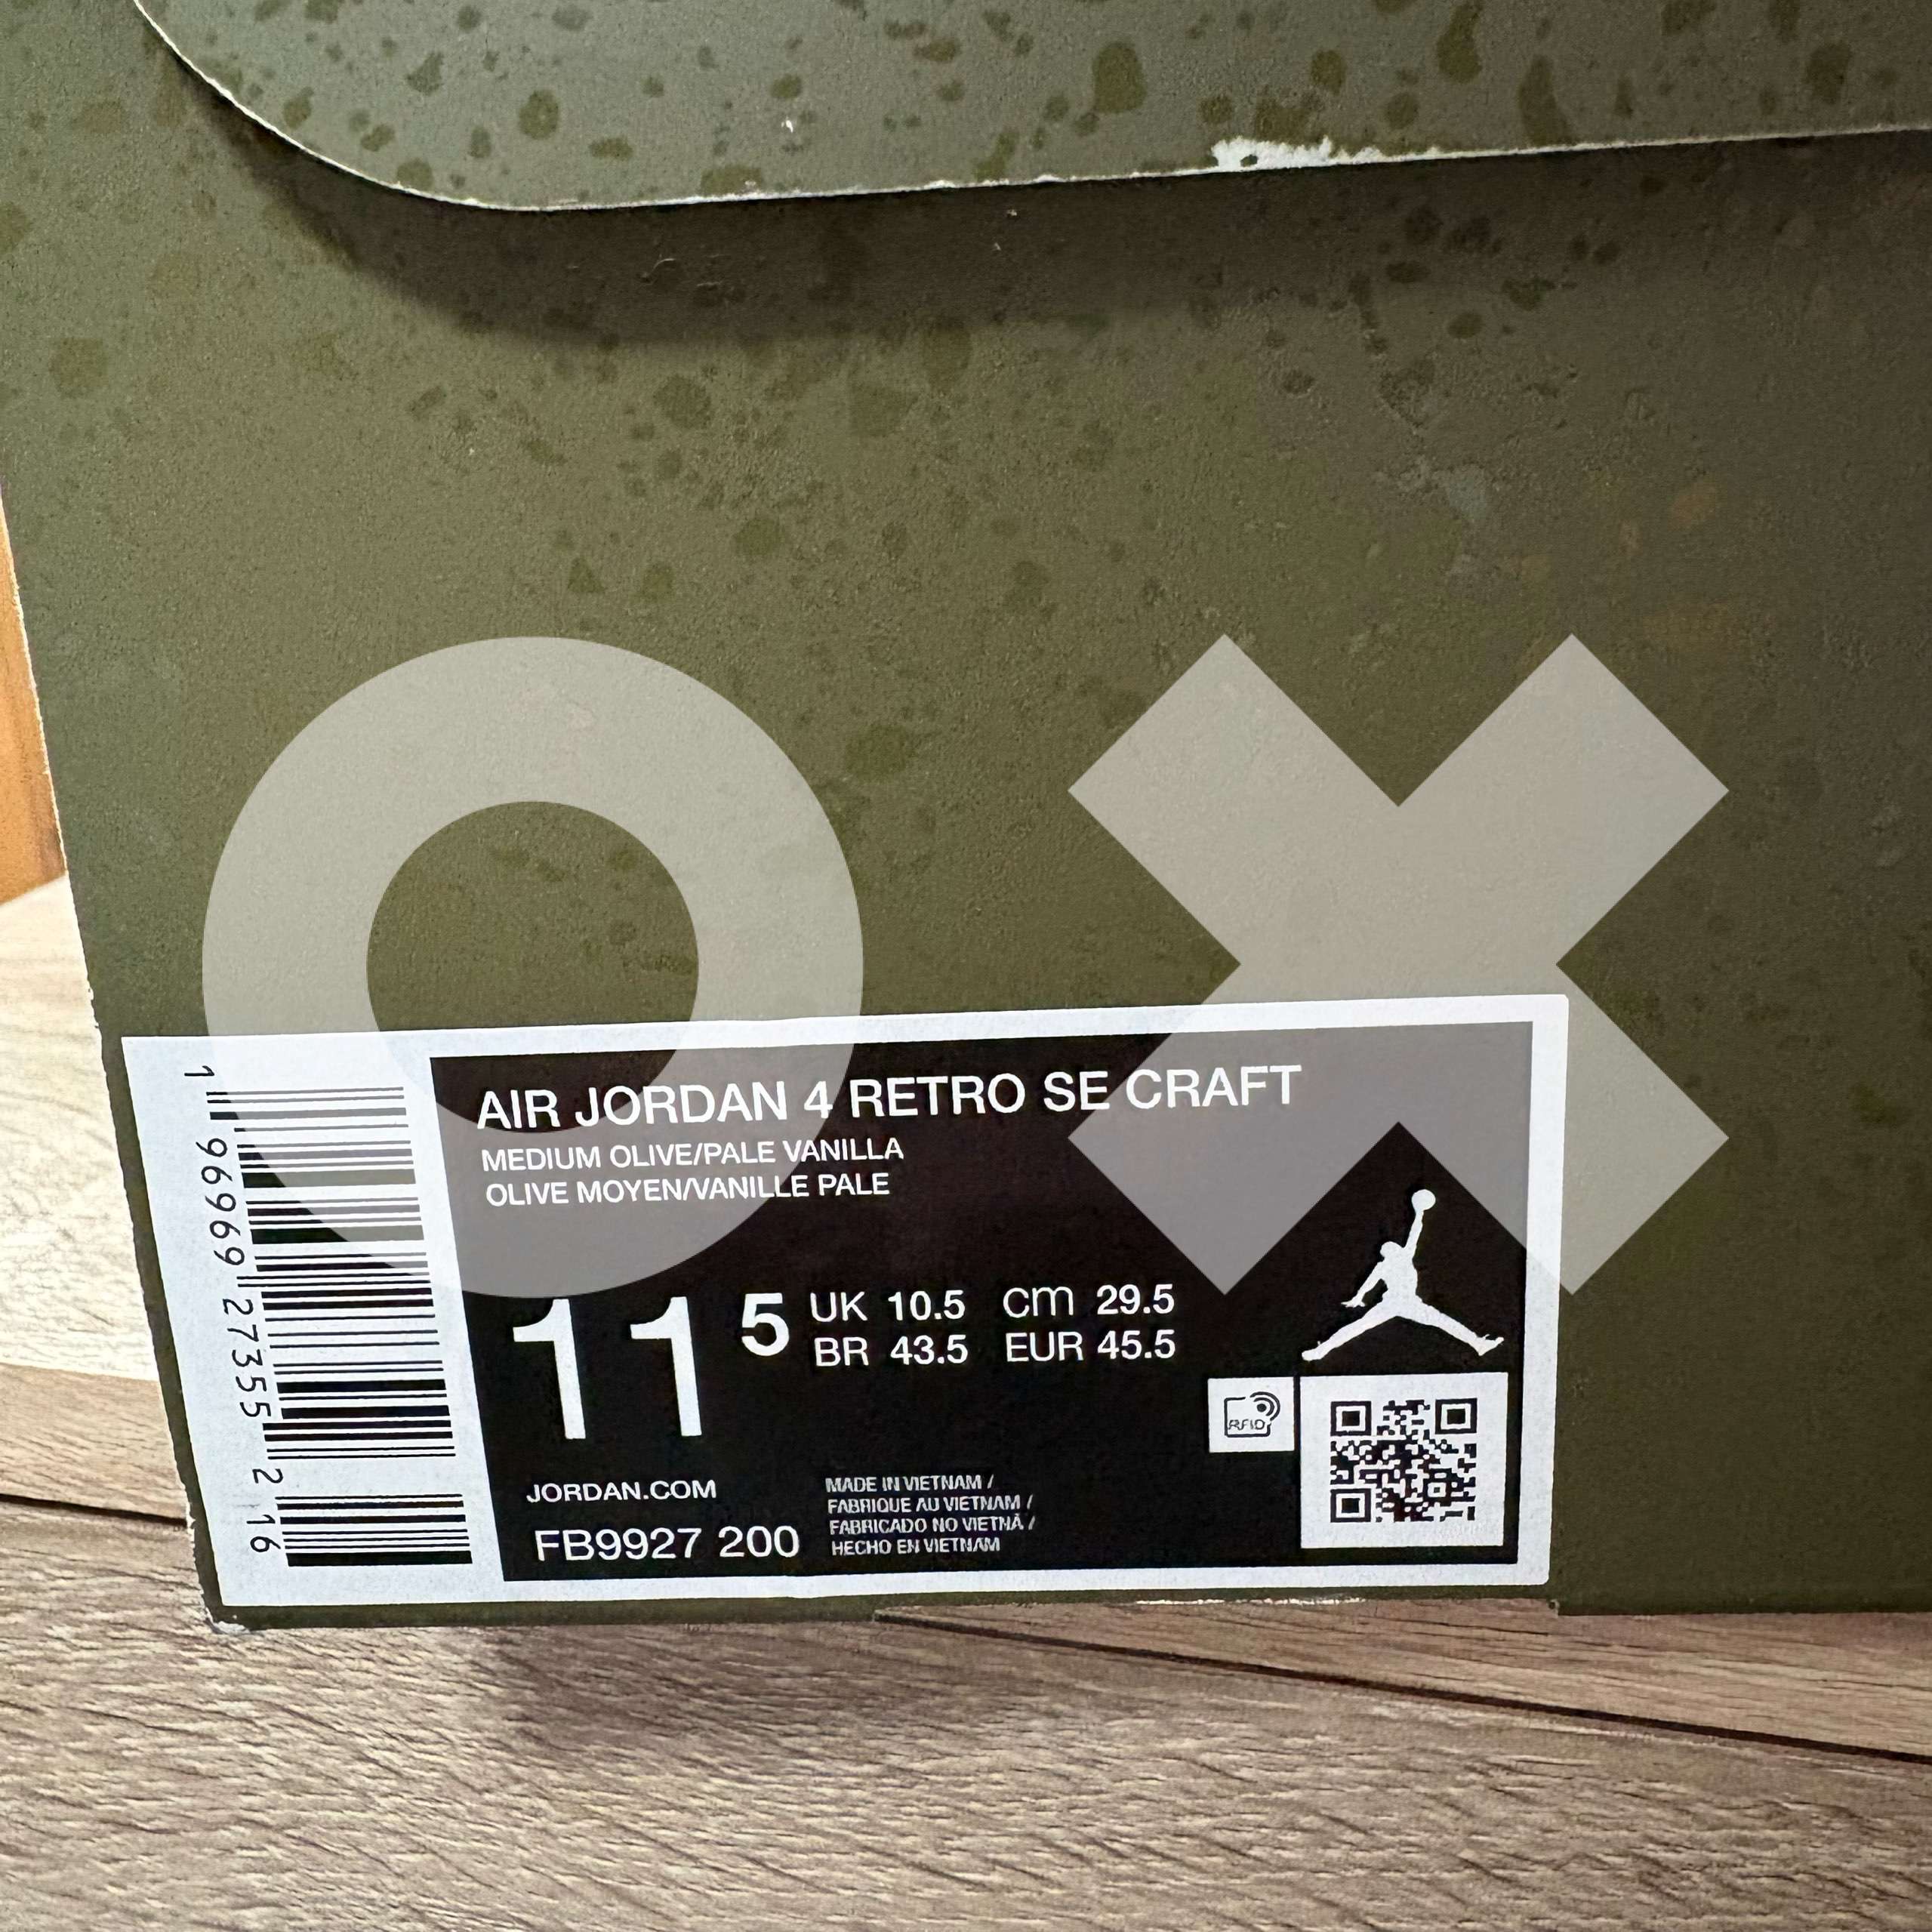 OX
AIR JORDAN 4 RETRO SE CRAFT
MEDIUM OLIVE/PALE VANILLA
OLIVE MOYEN/VANILLE PALE
11 5
UK 10.5 cm 29.5
BR 43.5 EUR 45.5
RFID
JORDAN.COM
FB9927 200
MADE IN VIETNAM /
FABRIQUE AU VIETNAM /
FABRICADO NO VIETNÃ /
HECHO EN VIETNAM
1 96969 27355 2 16